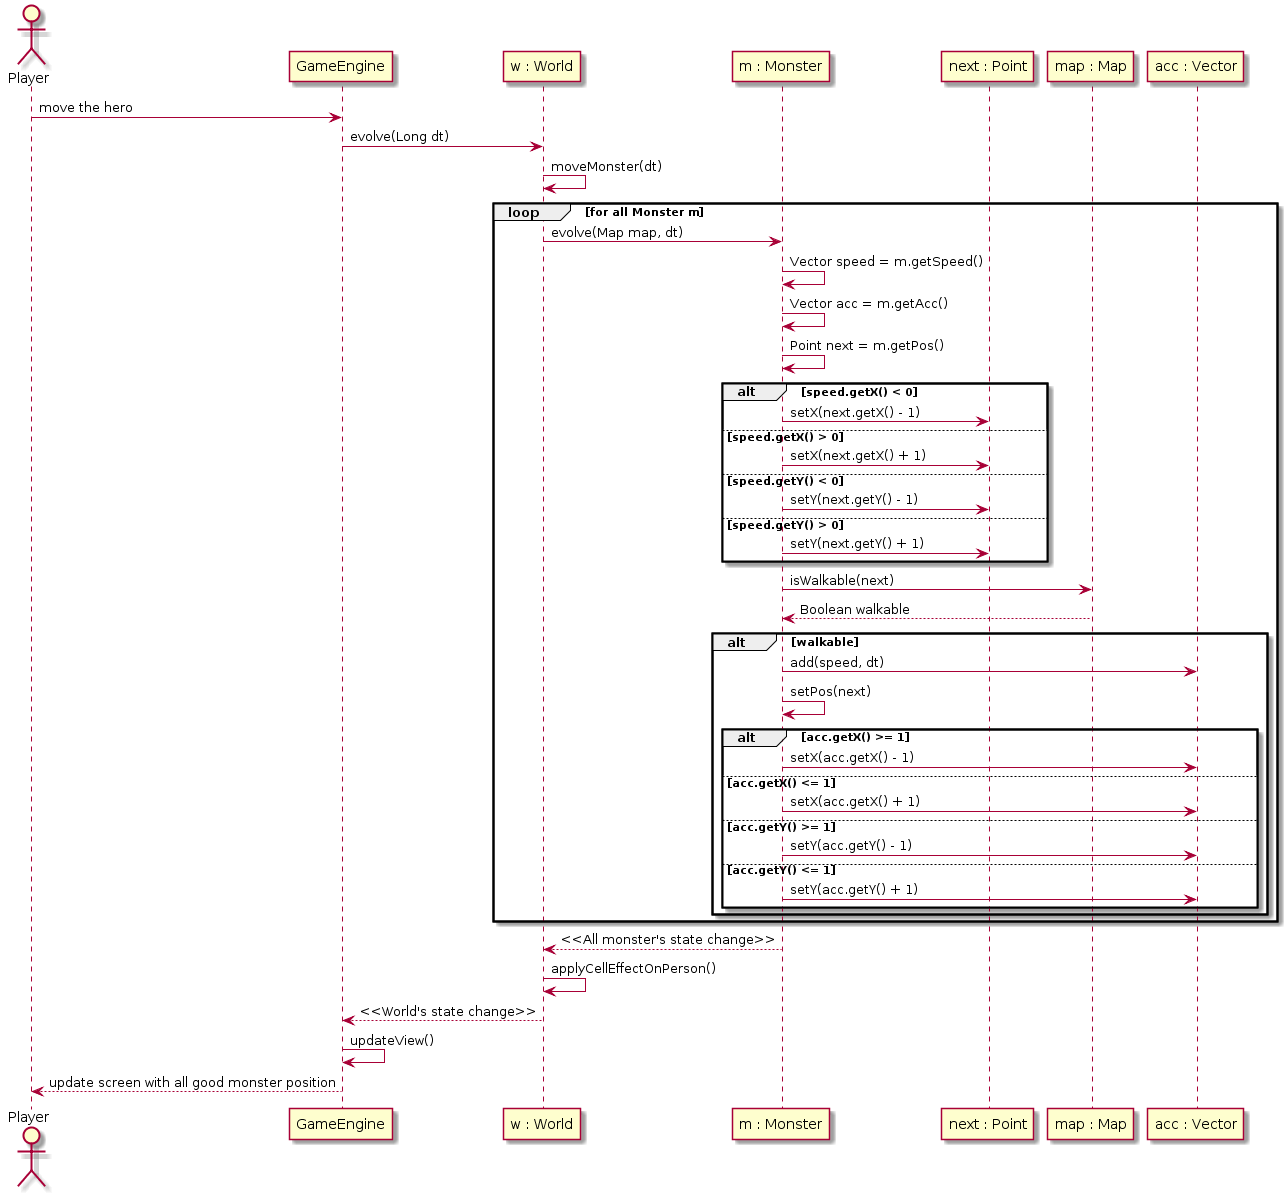 Player
GameEngine
w : World
m : Monster
next : Point
map : Map
acc : Vector
move the hero
evolve(Long dt)
moveMonster(dt)
loop [for all Monster m]
evolve(Map map, dt)
Vector speed = m.getSpeed()
Vector acc = m.getAcc()
Point next = m.getPos()
alt [speed.getX() < 0]
setX(next.getX() - 1)
[speed.getX() > 0]
setX(next.getX() + 1)
[speed.getY() < 0]
setY(next.getY() - 1)
[speed.getY() > 0]
setY(next.getY() + 1)
isWalkable(next)
Boolean walkable
alt [walkable]
add(speed, dt)
setPos(next)
alt [acc.getX() >= 1]
setX(acc.getX() - 1)
[acc.getX() <= 1]
setX(acc.getX() + 1)
[acc.getY() >= 1]
setY(acc.getY() - 1)
[acc.getY() <= 1]
setY(acc.getY() + 1)
<<All monster's state change>>
applyCellEffectOnPerson()
<<World's state change>>
updateView()
update screen with all good monster position
Player
GameEngine
w : World
m : Monster
next : Point
map : Map
acc : Vector